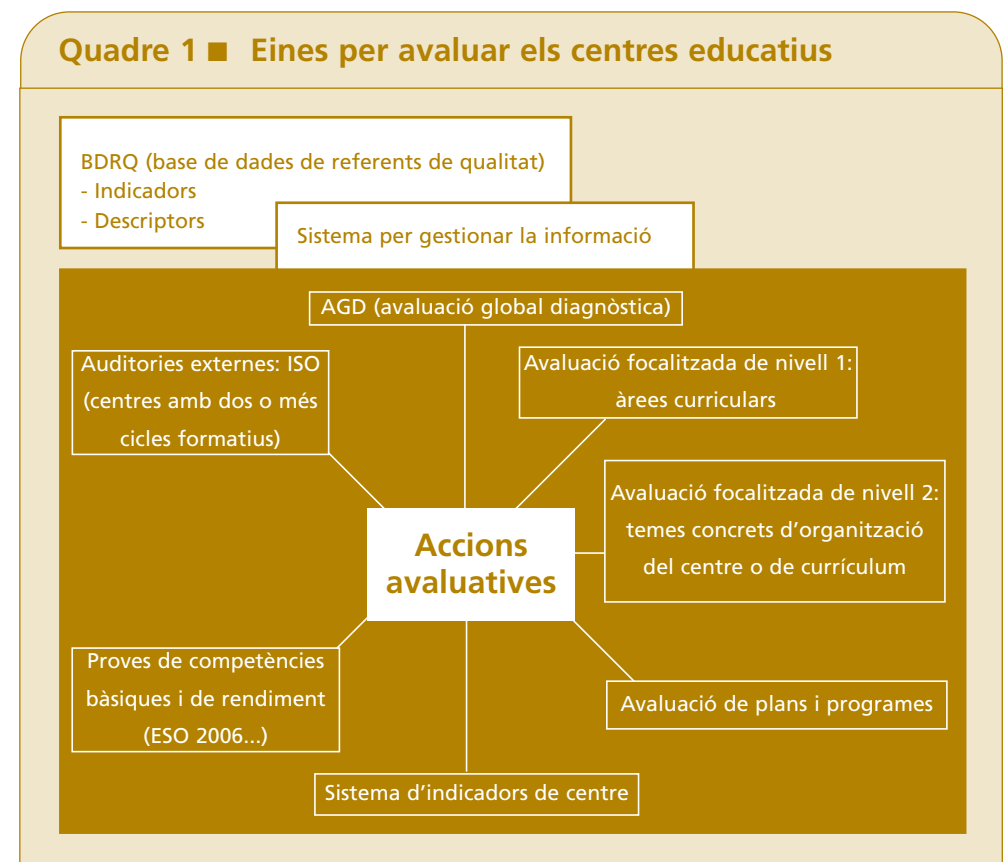 Quadre 1 ■ Eines per avaluar els centres educatius
BDRQ (base de dades de referents de qualitat)
- Indicadors
- Descriptors
Sistema per gestionar la informació
AGD (avaluació global diagnòstica)
Auditories externes: ISO
(centres amb dos o més
cicles formatius)
Avaluació focalitzada de nivell 1:
àrees curriculars
Avaluació focalitzada de nivell 2:
temes concrets d'organització
del centre o de currículum
Accions
avaluatives
Proves de competències
bàsiques i de rendiment
(ESO 2006...)
Avaluació de plans i programes
Sistema d'indicadors de centre